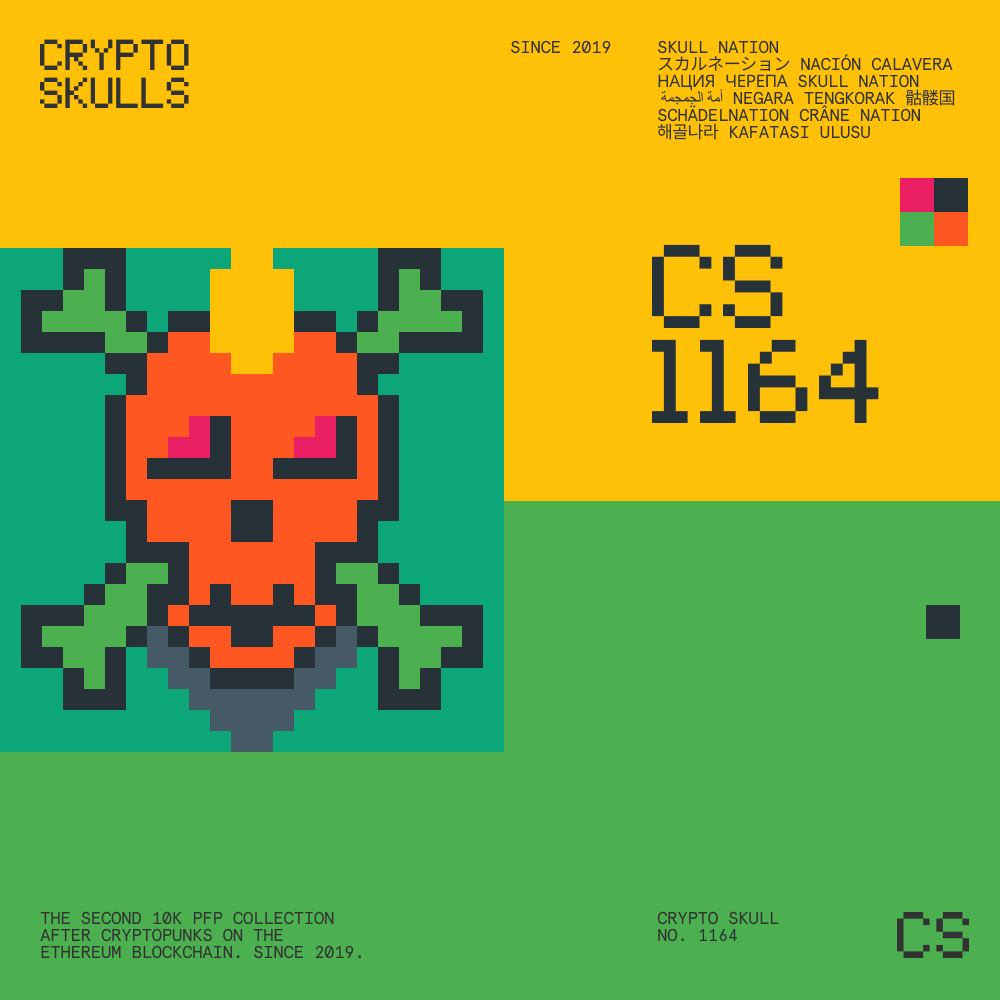 CRYPTO
SKULLS
SINCE 2019
SKULL NATION
スカルネーション NACIÓN CALAVERA
НАЦИЯ ЧЕРЕПА SKULL NATION
أمة الجمجمة NEGARA TENGKORAK 骷髅国
SCHÄDELNATION CRÂNE NATION
해골나라 KAFATASI ULUSU
CS
1164
THE SECOND 10K PFP COLLECTION
AFTER CRYPTOPUNKS ON THE
ETHEREUM BLOCKCHAIN. SINCE 2019.
CRYPTO SKULL
NO. 1164
CS